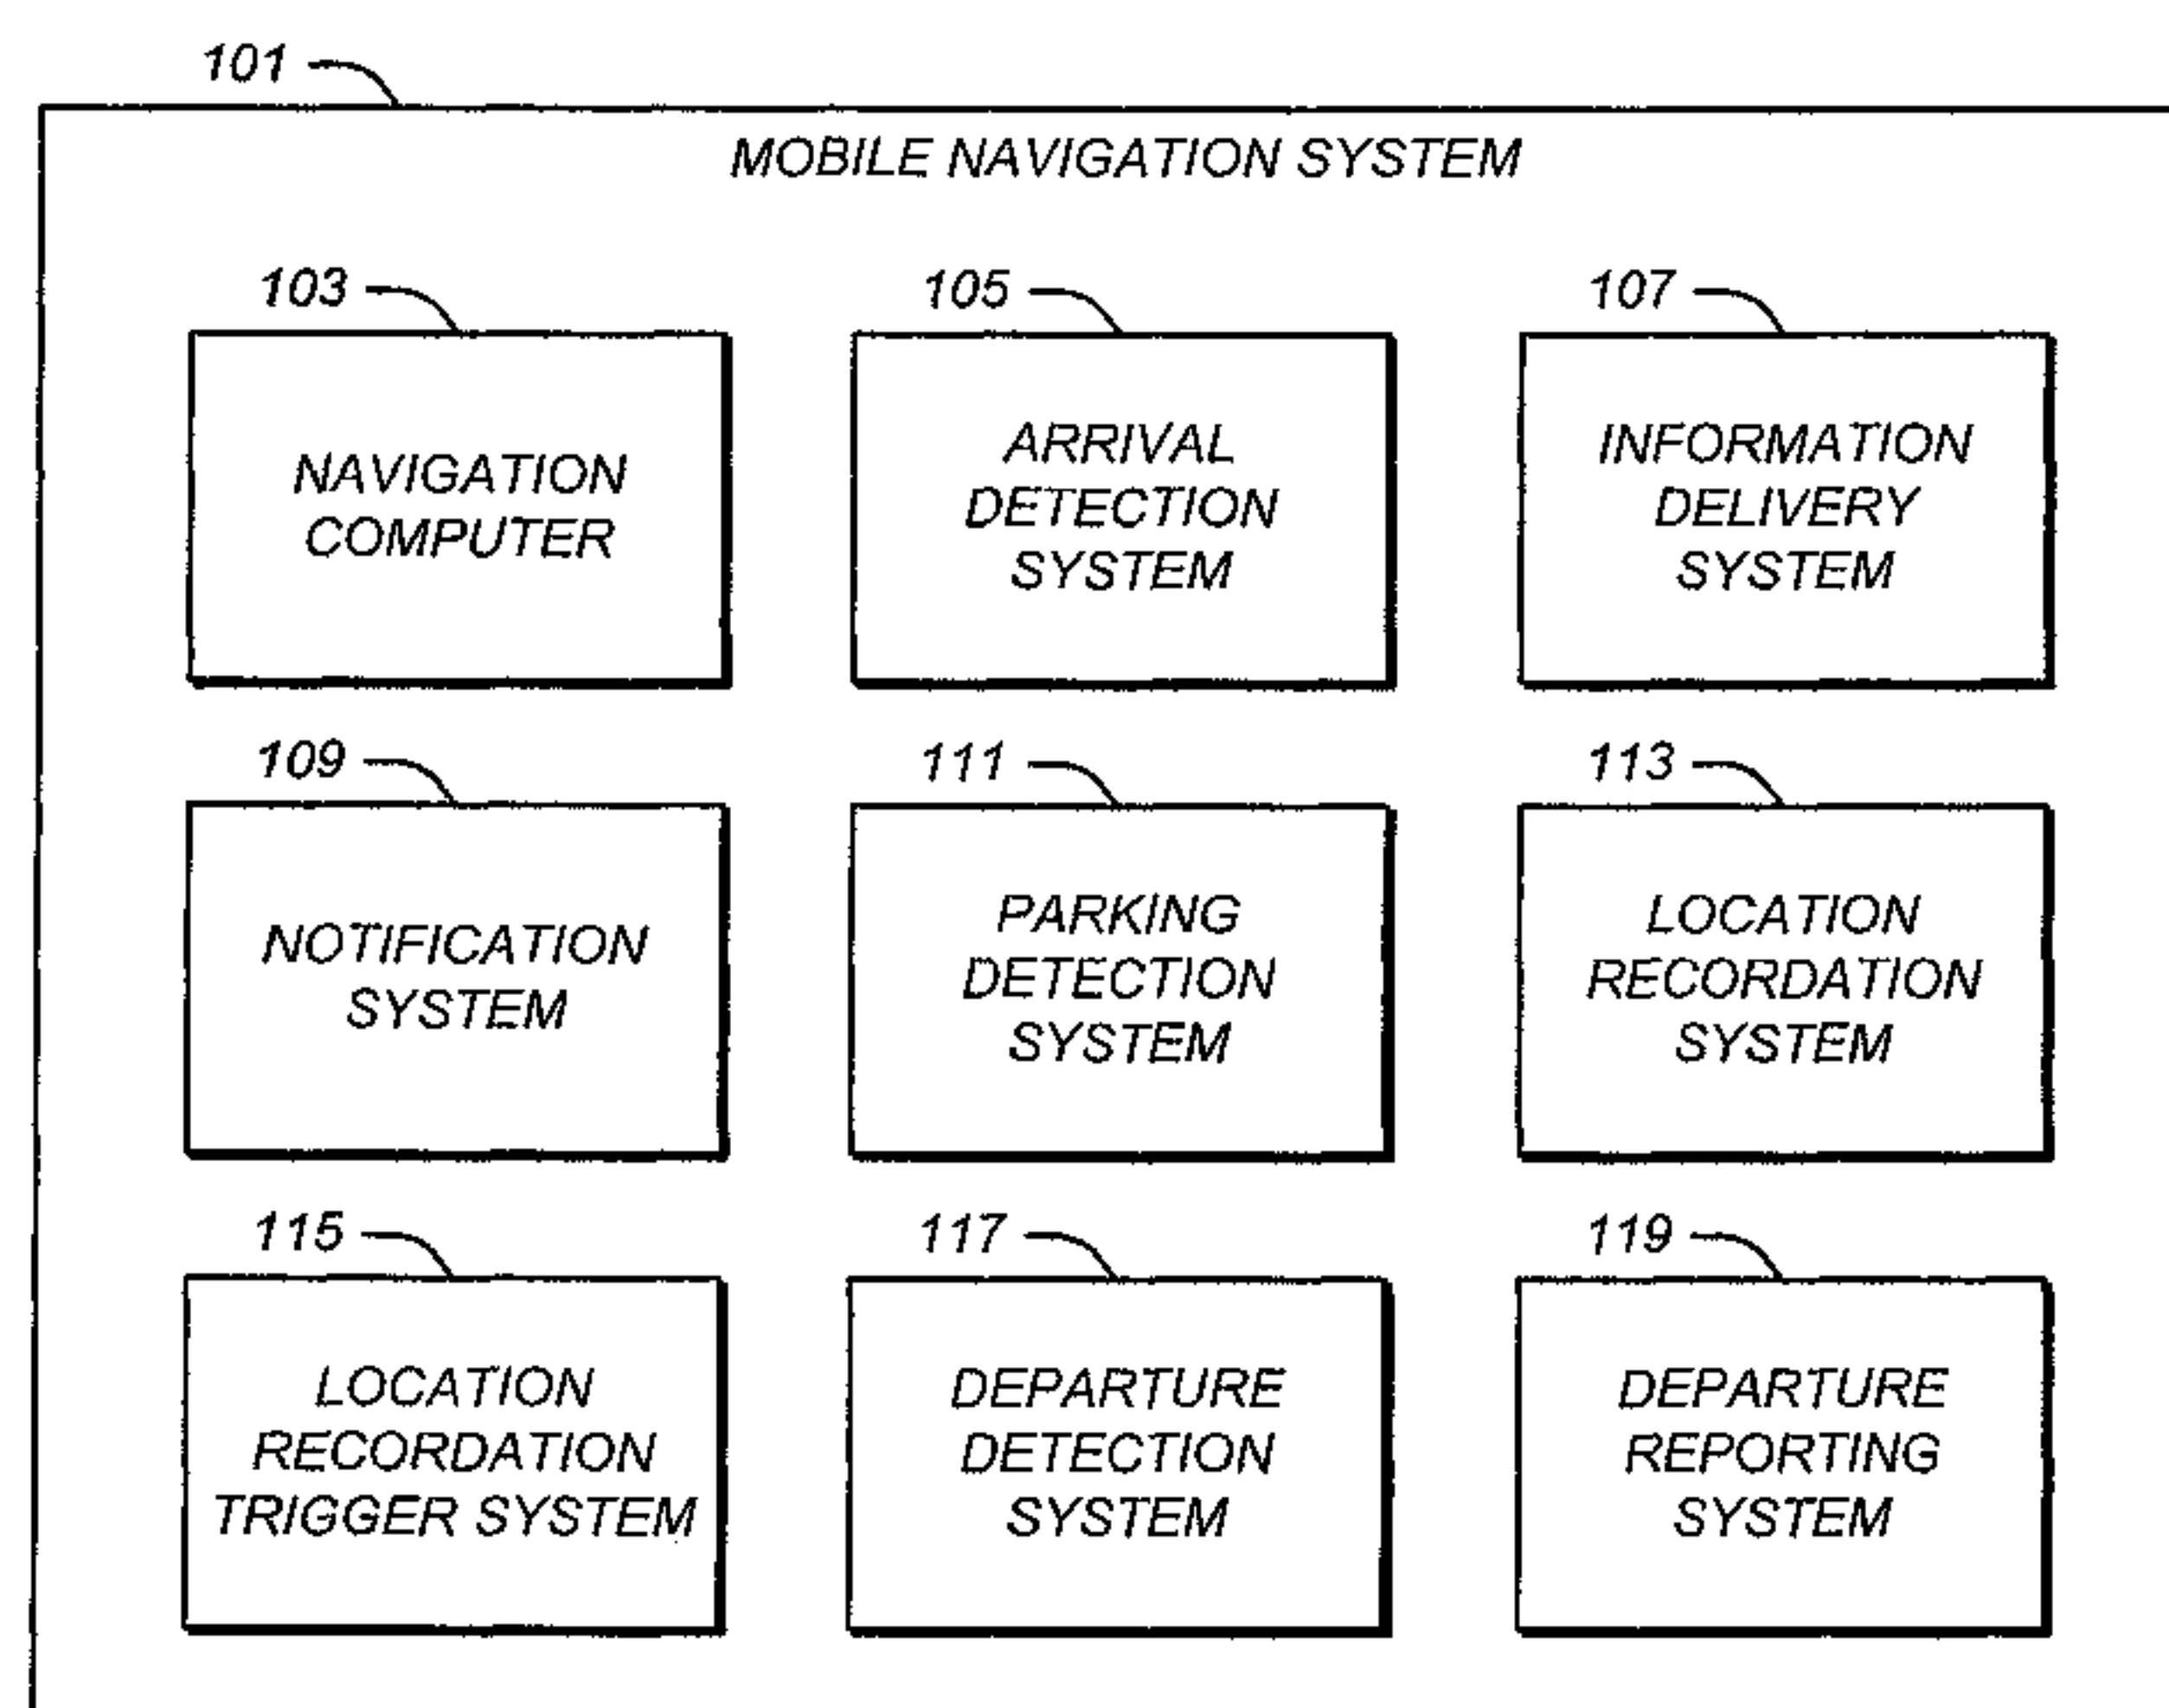 101
MOBILE NAVIGATION SYSTEM
103
105
107
NAVIGATION
COMPUTER
ARRIVAL
DETECTION
SYSTEM
INFORMATION
DELIVERY
SYSTEM
109
111
113
NOTIFICATION
SYSTEM
PARKING
DETECTION
SYSTEM
LOCATION
RECORDATION
SYSTEM
115
117
119
LOCATION
RECORDATION
TRIGGER SYSTEM
DEPARTURE
DETECTION
SYSTEM
DEPARTURE
REPORTING
SYSTEM